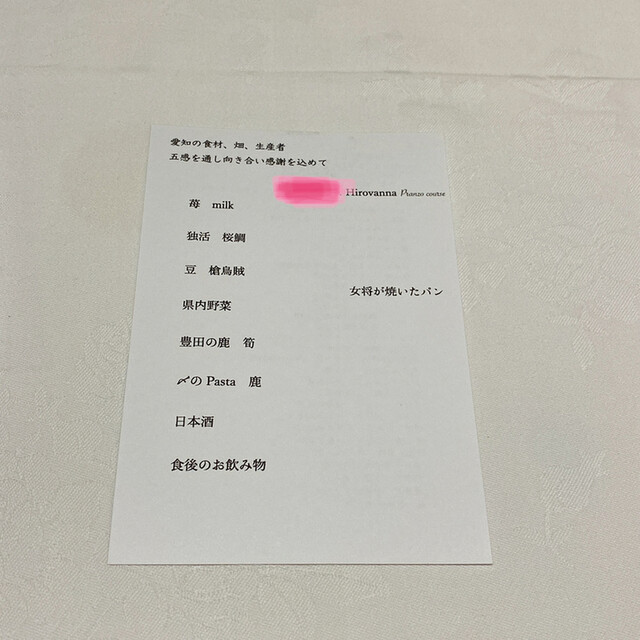 愛知の食材、畑、生産者
五感を通し向き合い感謝を込めて
Hirovanna Pranzo course
苺　milk
独活　桜鯛
豆　槍烏賊
女将が焼いたパン
県内野菜
豊田の鹿　筍
〆の Pasta　鹿
日本酒
食後のお飲み物